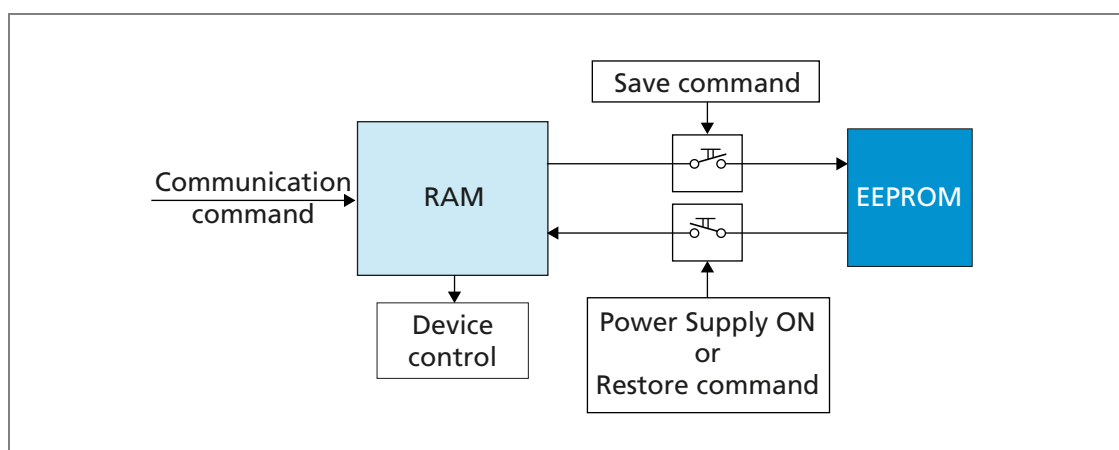 Save command
Communication
command
RAM
EEPROM
Device
control
Power Supply ON
or
Restore command